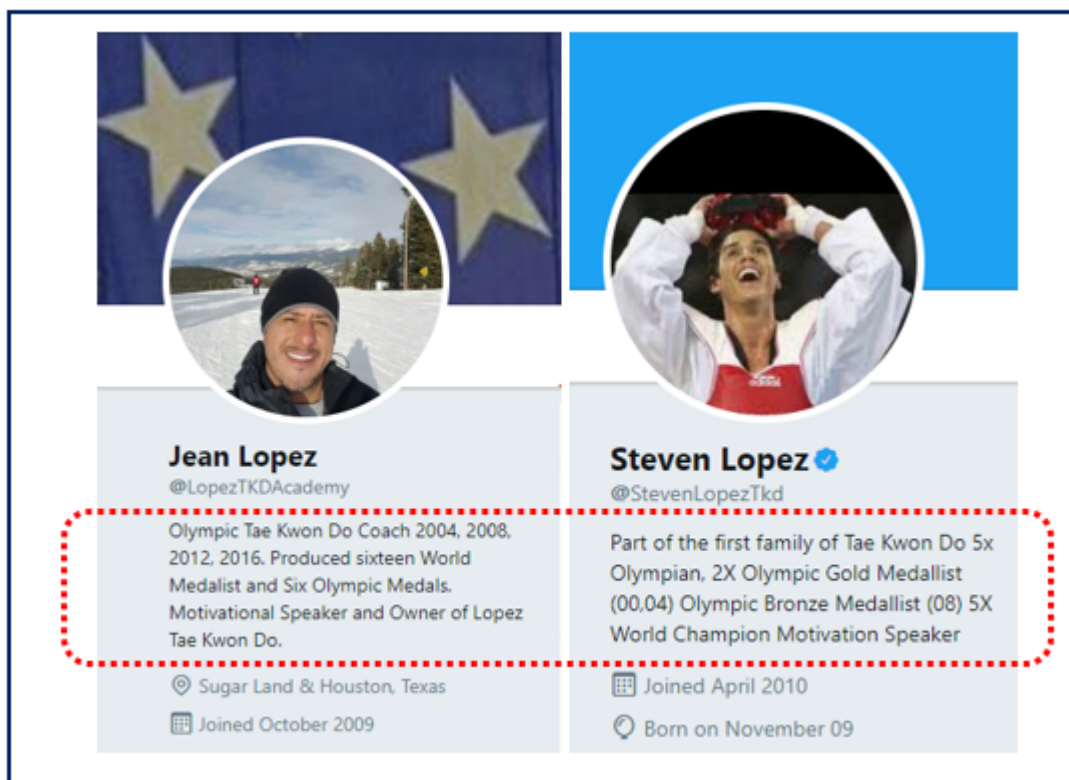 Jean Lopez
@LopezTKDAcademy
Olympic Tae Kwon Do Coach 2004, 2008,
2012, 2016. Produced sixteen World
Medalist and Six Olympic Medals.
Motivational Speaker and Owner of Lopez
Tae Kwon Do.
Sugar Land & Houston, Texas
Joined October 2009
adidas
Steven Lopez
@StevenLopezTkd
Part of the first family of Tae Kwon Do 5x
Olympian, 2X Olympic Gold Medallist
(00,04) Olympic Bronze Medallist (08) 5X
World Champion Motivation Speaker
Joined April 2010
Born on November 09